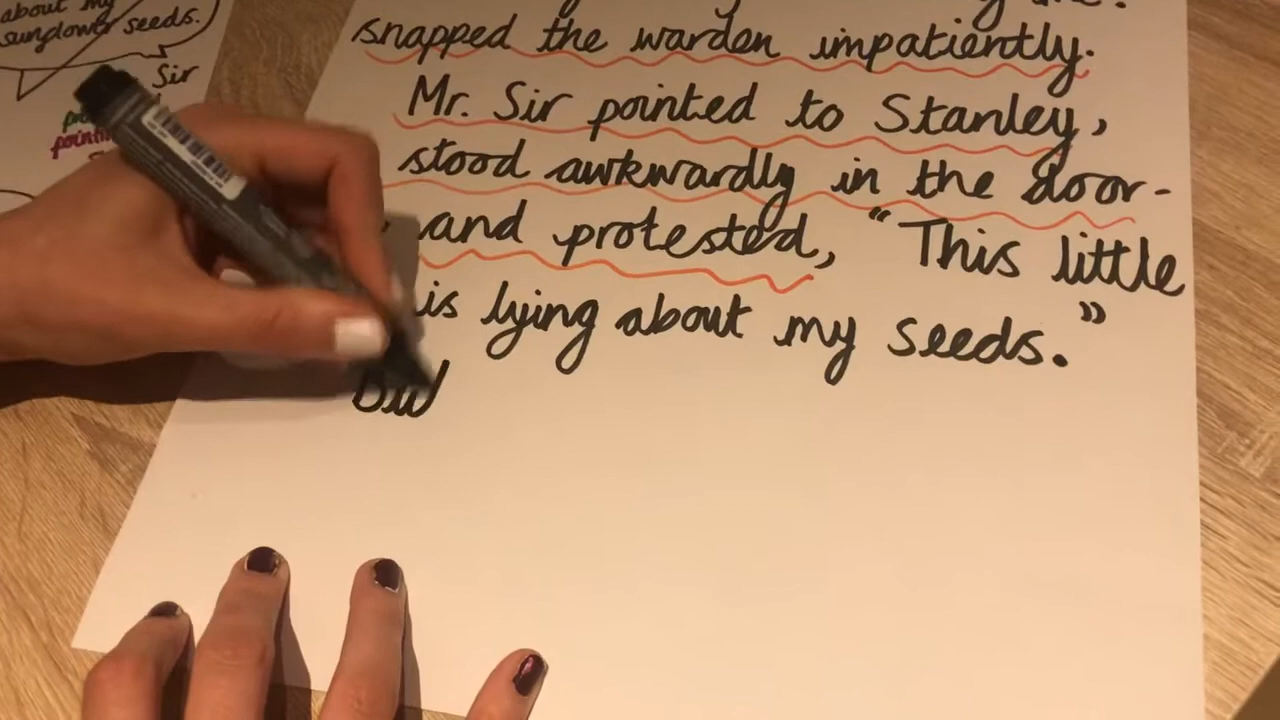 about my
sunflower seeds.
Sir
snapped the warden impatiently.
Mr. Sir pointed to Stanley,
stood awkwardly in the door-
and protested, “This little
is lying about my seeds.”